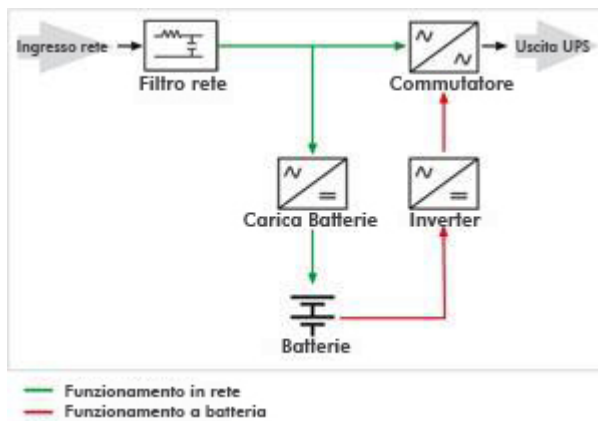 Ingresso rete
Uscita UPS
Filtro rete
Commutatore
Carica Batterie
Inverter
Batterie
Funzionamento in rete
Funzionamento a batteria